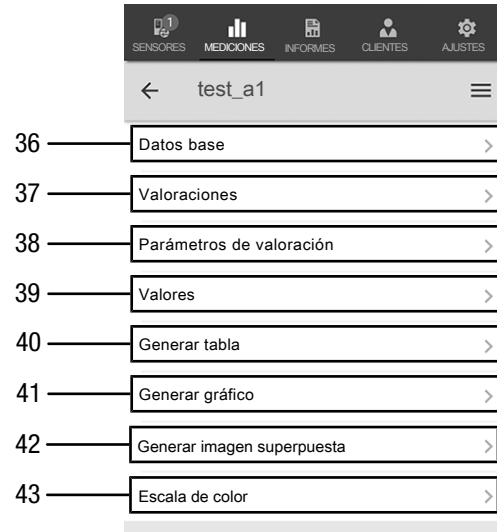 1
SENSORES MEDICIONES INFORMES CLIENTES AJUSTES
test_a1
36 Datos base
37 Valoraciones
38 Parámetros de valoración
39 Valores
40 Generar tabla
41 Generar gráfico
42 Generar imagen superpuesta
43 Escala de color